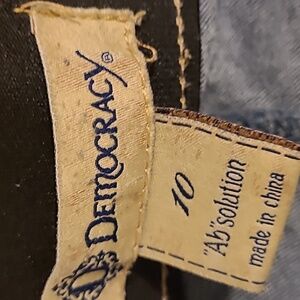 D DEMOCRACY®
10
"Ab"solution
made in china